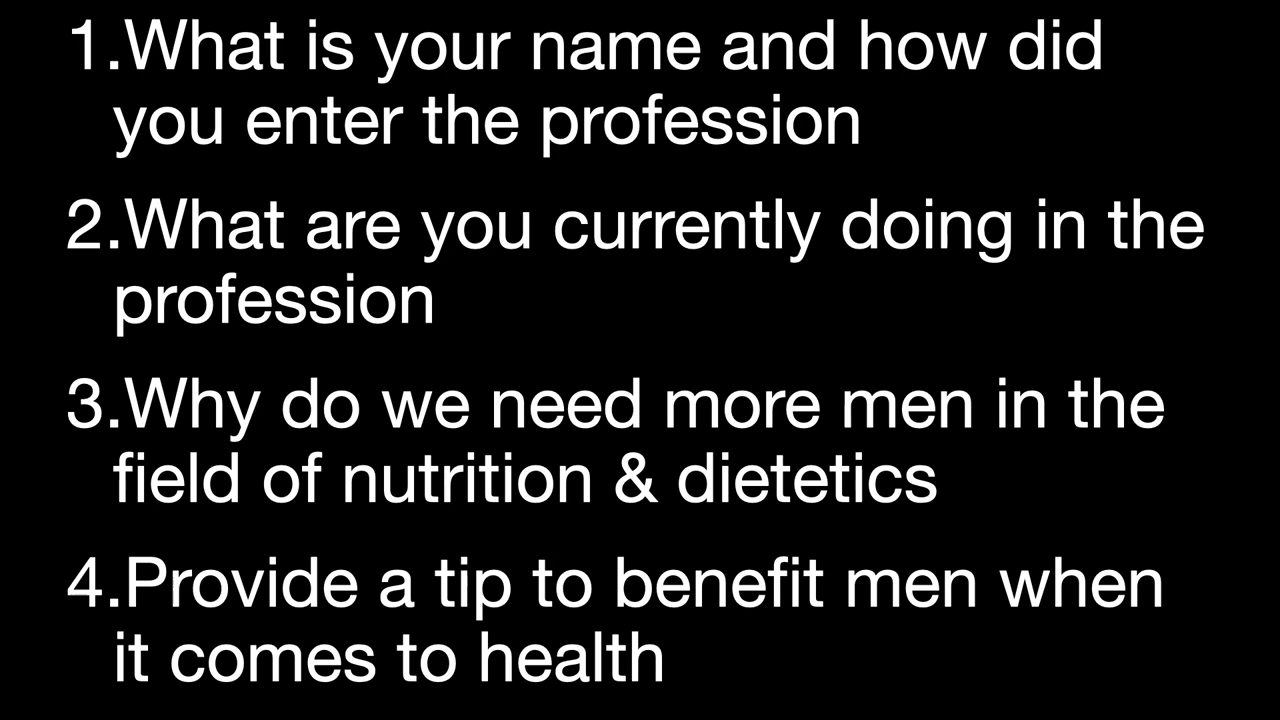 1.What is your name and how did
you enter the profession
2.What are you currently doing in the
profession
3.Why do we need more men in the
field of nutrition & dietetics
4.Provide a tip to benefit men when
it comes to health